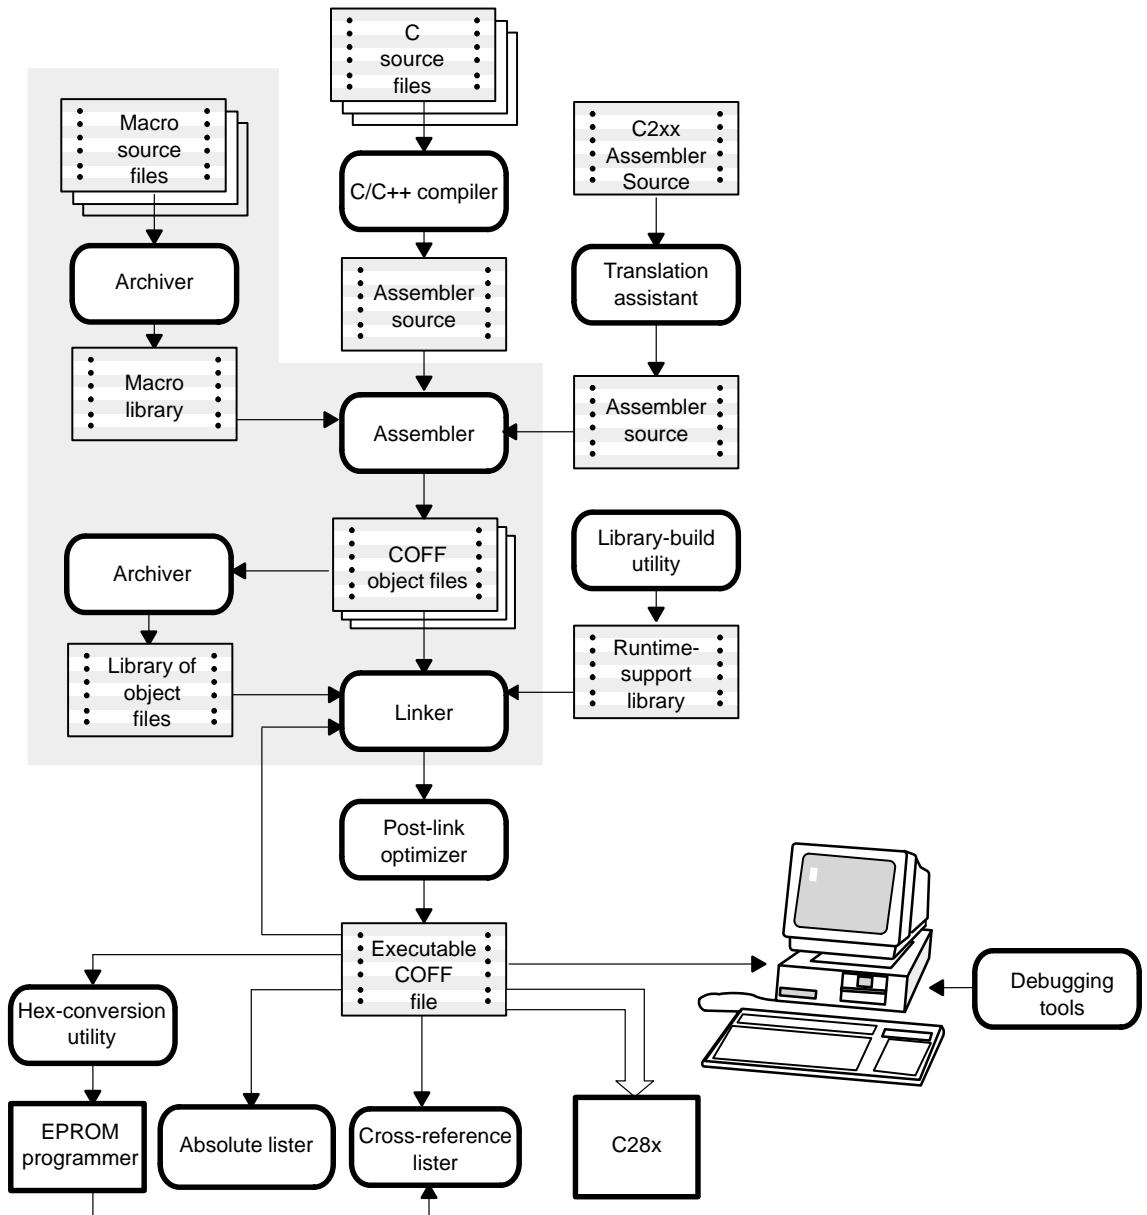 C
source
files
Macro
source
files
C2xx
Assembler
Source
C/C++ compiler
Archiver
Translation
assistant
Assembler
source
Macro
library
Assembler
Assembler
source
Archiver
COFF
object files
Library-build
utility
Library of
object
files
Linker
Runtime-
support
library
Post-link
optimizer
Executable
COFF
file
Debugging
tools
Hex-conversion
utility
EPROM
programmer
Absolute lister
Cross-reference
lister
C28x